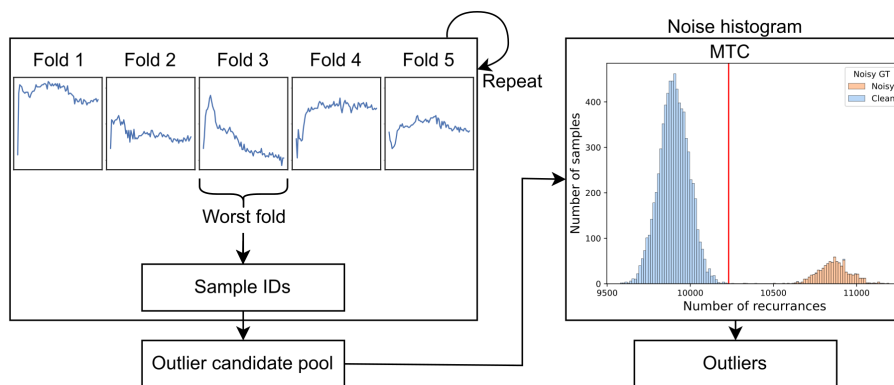 Fold 1 Fold 2 Fold 3 Fold 4 Fold 5
Repeat
Worst fold
Sample IDs
Outlier candidate pool
Noise histogram
MTC
Noisy GT
Noisy
Clean
Number of samples
400
300
200
100
0
9500 10000 10500 11000
Number of recurrances
Outliers